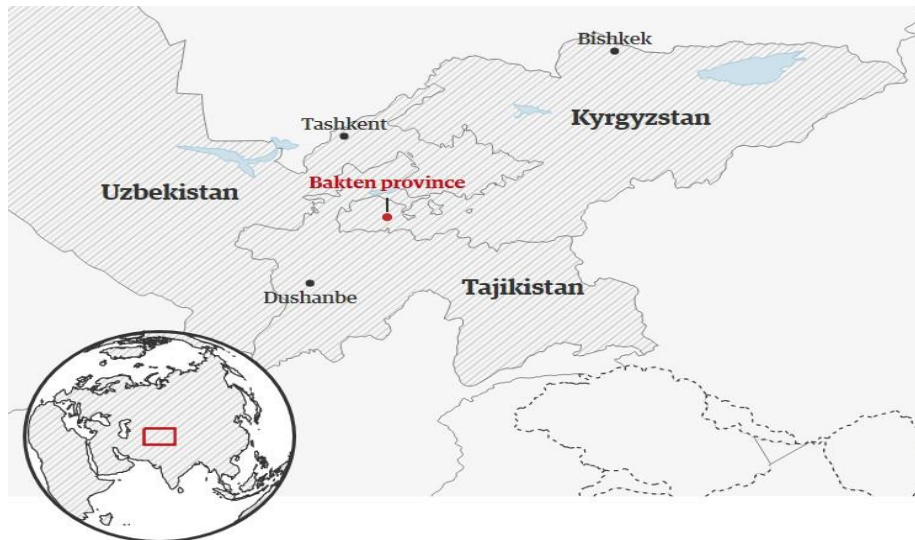 Bishkek
Tashkent
Kyrgyzstan
Bakten province
Uzbekistan
Tajikistan
Dushanbe